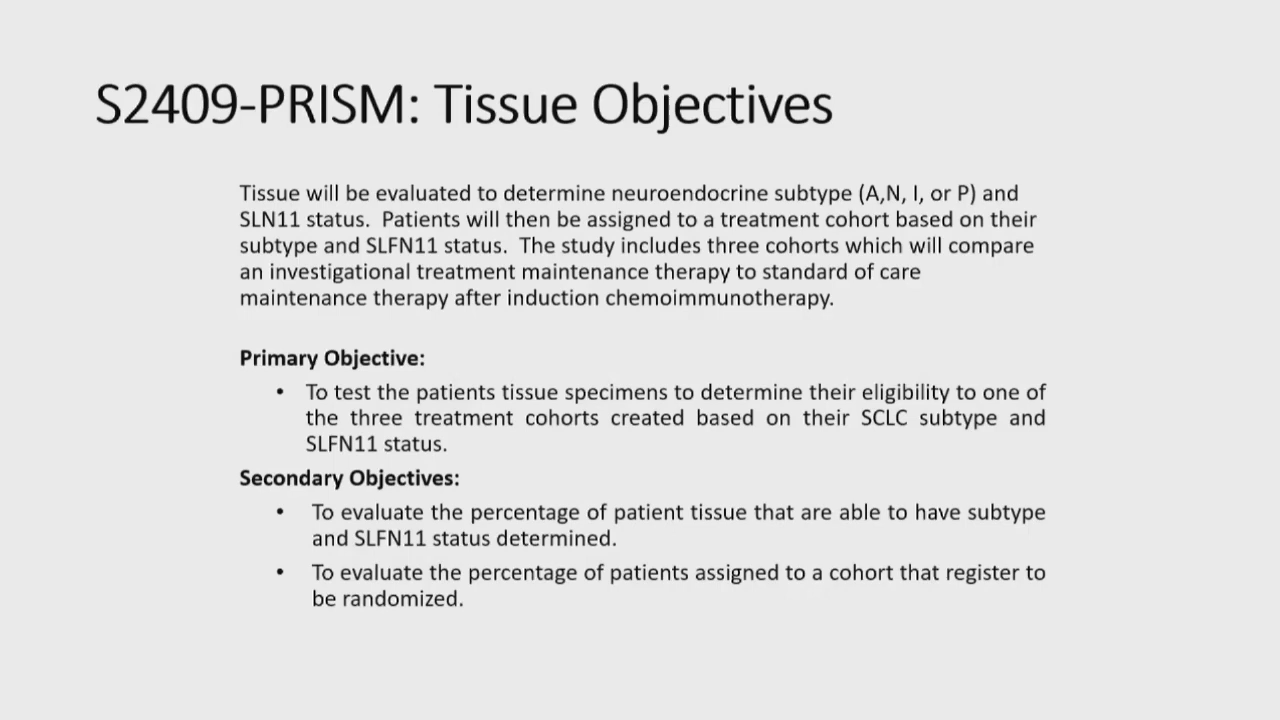 S2409-PRISM: Tissue Objectives
Tissue will be evaluated to determine neuroendocrine subtype (A,N, I, or P) and
SLN11 status.  Patients will then be assigned to a treatment cohort based on their
subtype and SLFN11 status.  The study includes three cohorts which will compare
an investigational treatment maintenance therapy to standard of care
maintenance therapy after induction chemoimmunotherapy.
Primary Objective:
• To test the patients tissue specimens to determine their eligibility to one of
the three treatment cohorts created based on their SCLC subtype and
SLFN11 status.
Secondary Objectives:
• To evaluate the percentage of patient tissue that are able to have subtype
and SLFN11 status determined.
• To evaluate the percentage of patients assigned to a cohort that register to
be randomized.